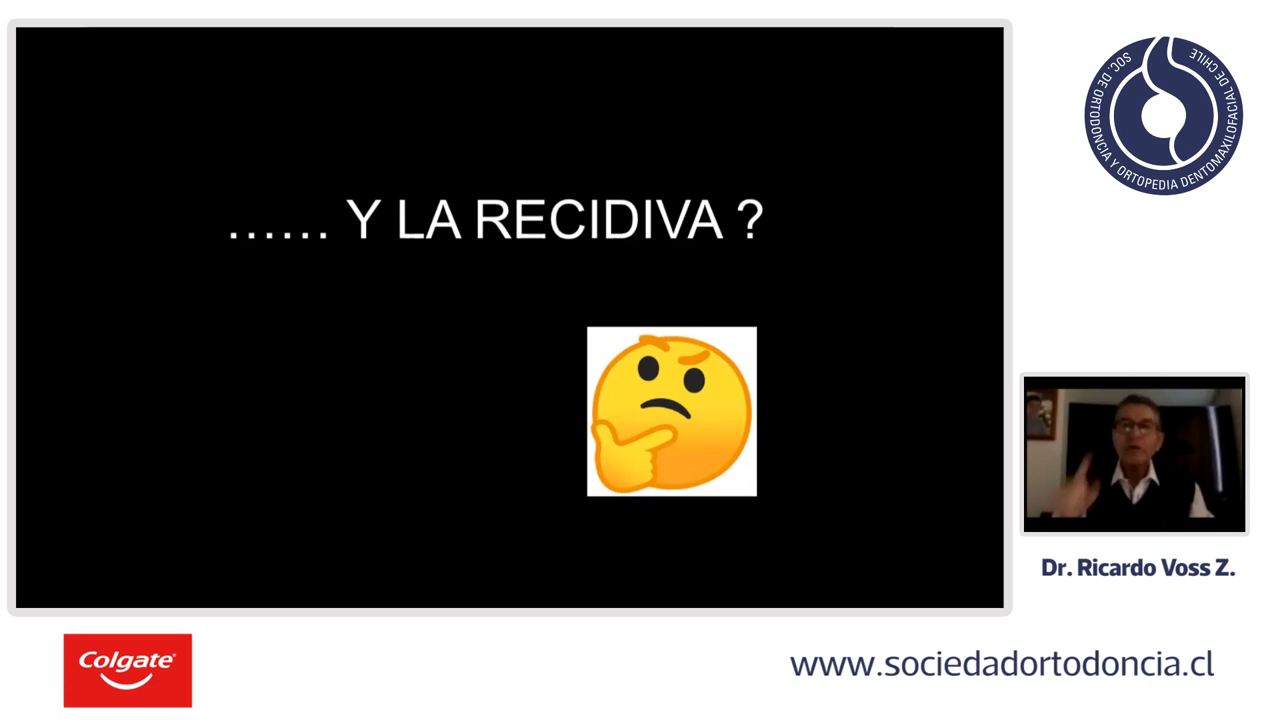 ...... Y LA RECIDIVA ?
SOC. DE ORTODONCIA Y ORTOPEDIA DENTOMAXILOFACIAL DE CHILE
Dr. Ricardo Voss Z.
Colgate®
www.sociedadortodoncia.cl